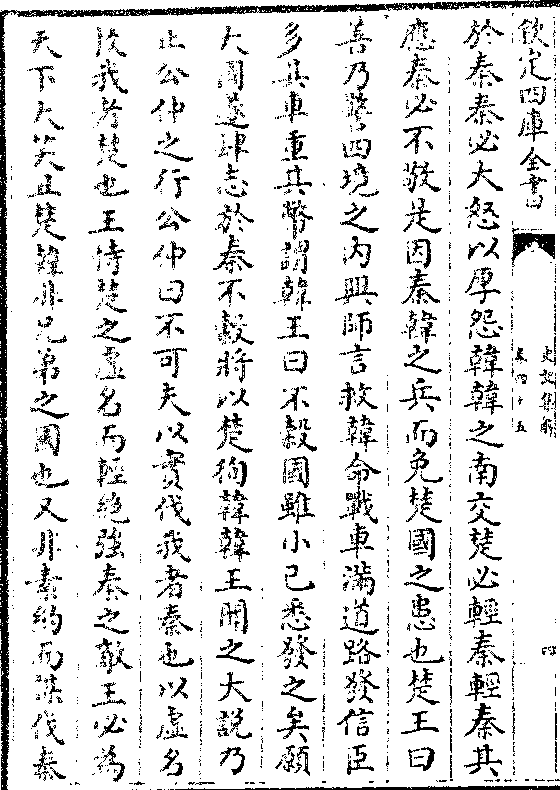 欽定四庫全書
史記集解
卷四十五
四
於秦秦必大怒以厚怨韓韓之南交楚必輕秦輕秦其
應秦必不敬是因秦韓之兵而免楚國之患也楚王曰
善乃警四境之内興師言救韓命戰車滿道路發信臣
多其車重其幣謂韓王曰不穀國雖小已悉發之矣願
大國遂肆志於秦不穀將以楚徇韓韓王聞之大說乃
止公仲之行公仲曰不可夫以實伐我者秦也以虛名
救我者楚也王恃楚之虛名而輕絶強秦之敵王必為
天下大笑且楚韓非兄弟之國也又非素約而謀伐秦